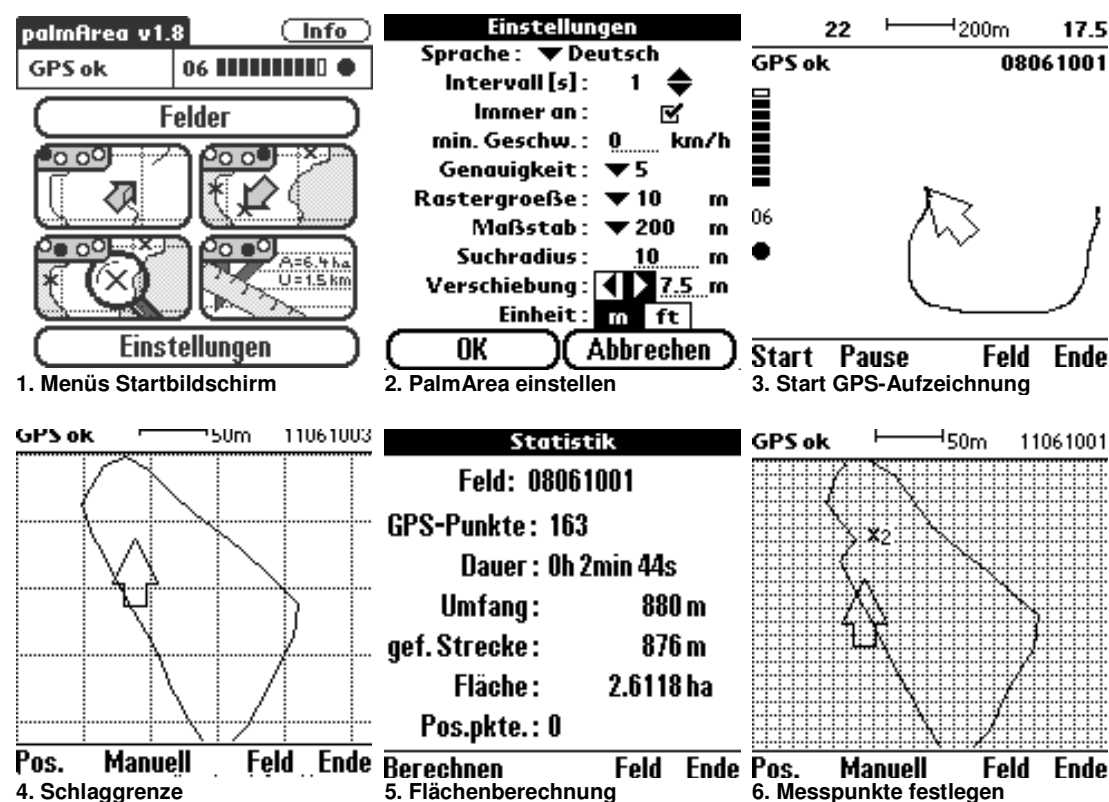 palmArea v1.8 Info
GPS ok 06
Felder
A=6.4 ha
U=1.5 km
Einstellungen
1. Menüs Startbildschirm
Einstellungen
Sprache: Deutsch
Intervall [s]: 1
Immer an:
min. Geschw.: 0 km/h
Genauigkeit: 5
Rastergroeße: 10 m
Maßstab: 200 m
Suchradius: 10 m
Verschiebung: 7.5 m
Einheit: m ft
OK Abbrechen
2. PalmArea einstellen
22 200m 17.5
GPS ok 08061001
06
Start Pause Feld Ende
3. Start GPS-Aufzeichnung
GPS ok 50m 11061003
Pos. Manuell Feld Ende
4. Schlaggrenze
Statistik
Feld: 08061001
GPS-Punkte: 163
Dauer: 0h 2min 44s
Umfang: 880 m
gef. Strecke: 876 m
Fläche: 2.6118 ha
Pos.pkte.: 0
Berechnen Feld Ende
5. Flächenberechnung
GPS ok 50m 11061001
x2
Pos. Manuell Feld Ende
6. Messpunkte festlegen